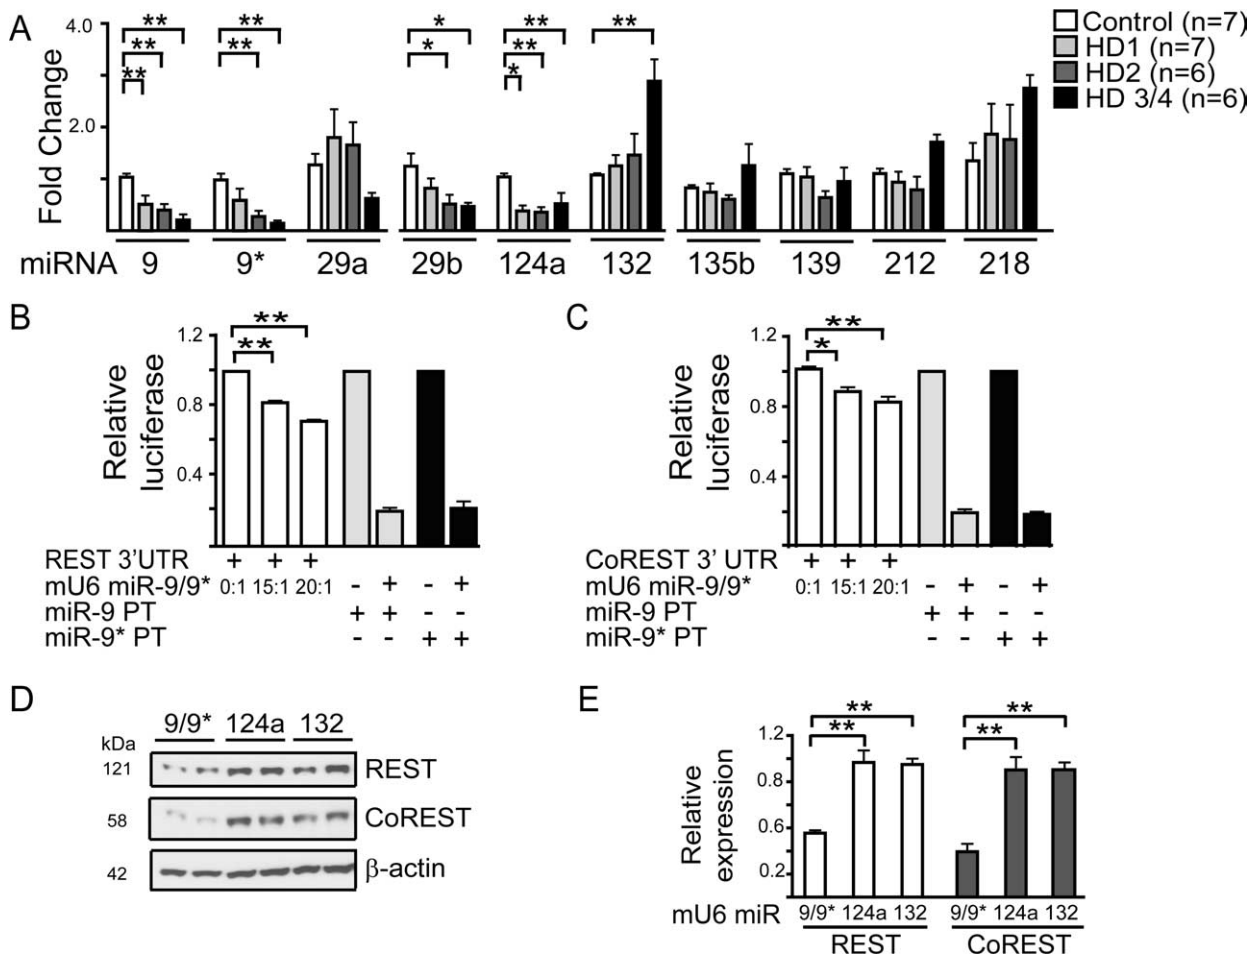 A
Fold Change
4.0
2.0
** ** **
** **
* *
** ** *
**
Control (n=7)
HD1 (n=7)
HD2 (n=6)
HD 3/4 (n=6)
miRNA 9 9* 29a 29b 124a 132 135b 139 212 218
B
Relative
luciferase
1.2
0.8
0.4
**
**
REST 3'UTR + + +
mU6 miR-9/9* 0:1 15:1 20:1 - + - +
miR-9 PT + + - -
miR-9* PT - - + +
C
Relative
luciferase
1.2
0.8
0.4
**
*
CoREST 3' UTR + + +
mU6 miR-9/9* 0:1 15:1 20:1 - + - +
miR-9 PT + + - -
miR-9* PT - - + +
D
9/9* 124a 132
kDa
121 REST
58 CoREST
42 β-actin
E
Relative
expression
1.2
0.8
0.6
0.2
** **
** **
mU6 miR 9/9* 124a 132 9/9* 124a 132
REST CoREST